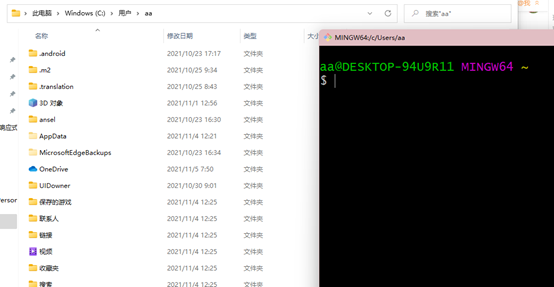 此电脑 > Windows (C:) > 用户 > aa
搜索"aa"
名称 修改日期 类型 大小
.android 2021/10/23 17:17 文件夹
.m2 2021/10/25 9:34 文件夹
.translation 2021/10/25 8:43 文件夹
3D 对象 2021/11/1 12:56 文件夹
ansel 2021/10/23 16:30 文件夹
AppData 2021/11/4 12:21 文件夹
MicrosoftEdgeBackups 2021/10/23 16:34 文件夹
OneDrive 2021/11/5 7:50 文件夹
UIDowner 2021/10/30 9:01 文件夹
保存的游戏 2021/11/4 12:25 文件夹
联系人 2021/11/4 12:25 文件夹
链接 2021/11/4 12:25 文件夹
视频 2021/11/4 12:25 文件夹
收藏夹 2021/11/4 12:25 文件夹
搜索 2021/11/4 12:25 文件夹
响应式
Person
MINGW64:/c/Users/aa
aa@DESKTOP-94U9R11 MINGW64 ~
$